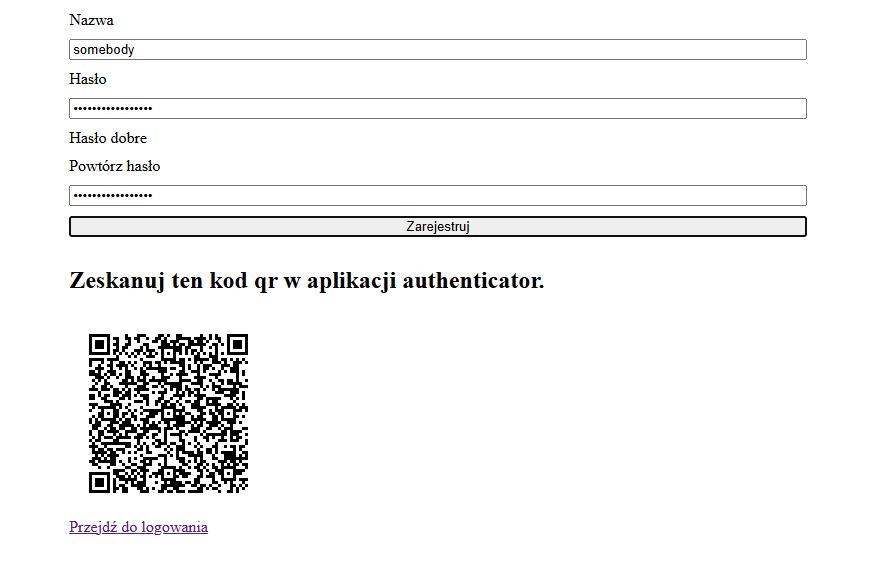 Nazwa
somebody
Hasło
•••••••••••••••••
Hasło dobre
Powtórz hasło
•••••••••••••••••
Zarejestruj
Zeskanuj ten kod qr w aplikacji authenticator.
Przejdź do logowania